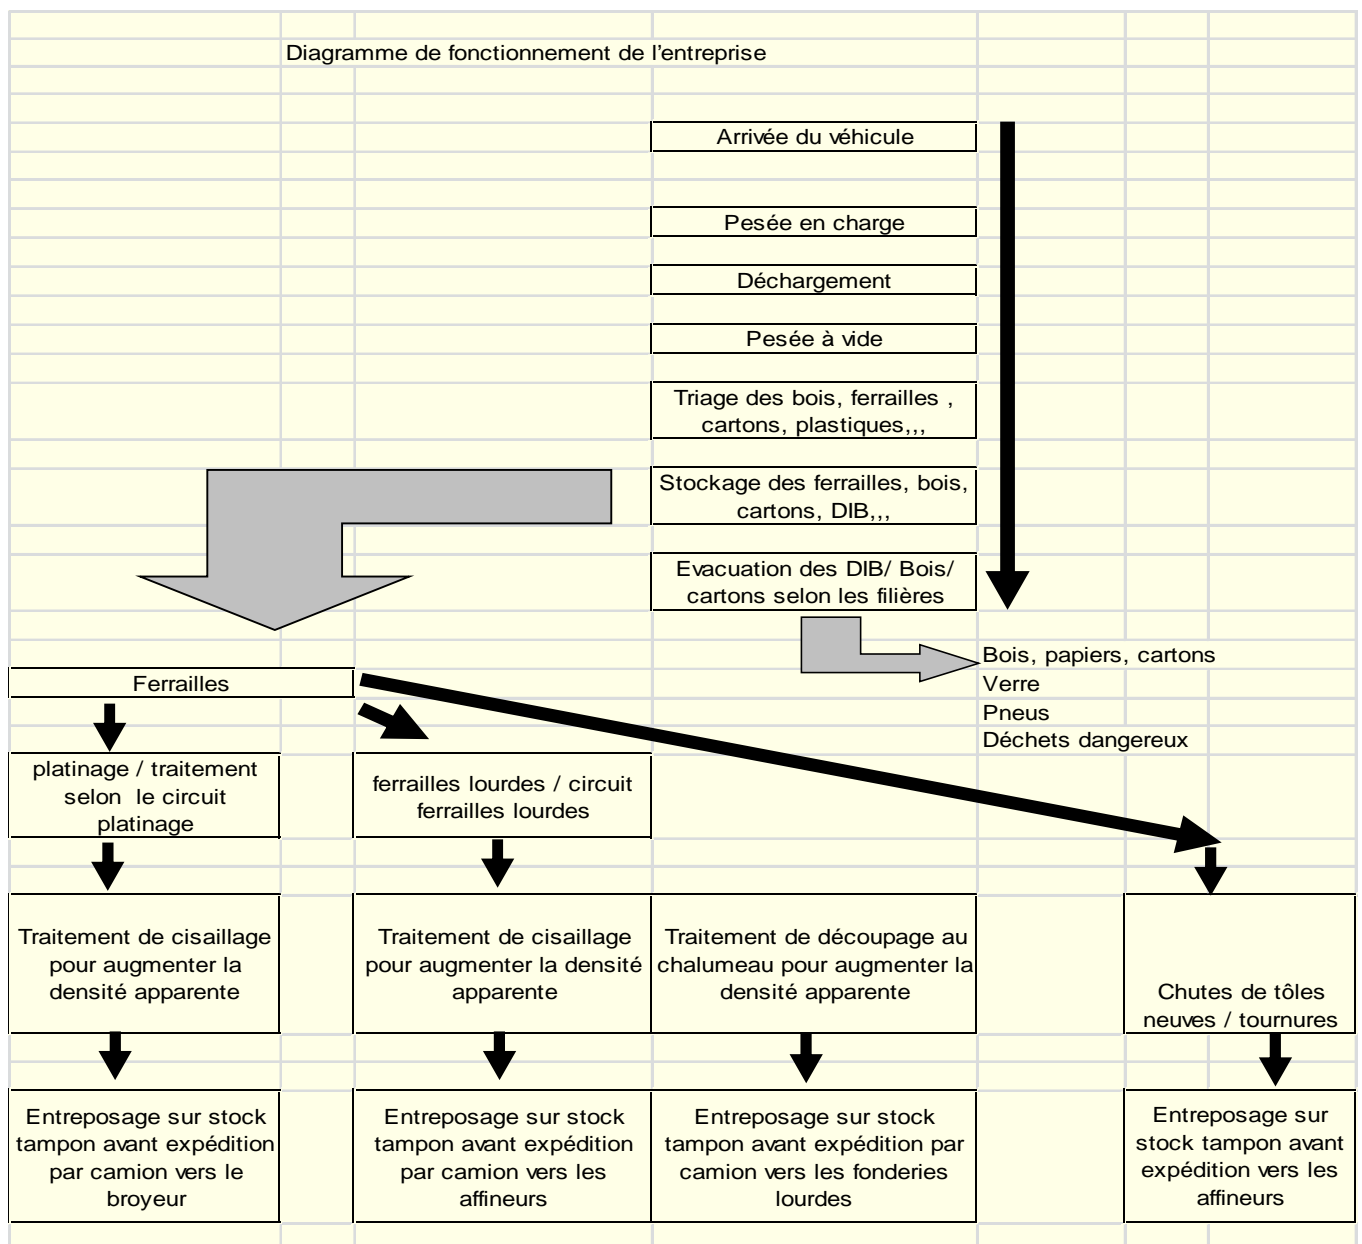 Diagramme de fonctionnement de l'entreprise
Arrivée du véhicule
Pesée en charge
Déchargement
Pesée à vide
Triage des bois, ferrailles ,
cartons, plastiques,,,
Stockage des ferrailles, bois,
cartons, DIB,,,
Evacuation des DIB/ Bois/
cartons selon les filières
Bois, papiers, cartons
Verre
Pneus
Déchets dangereux
Ferrailles
platinage / traitement
selon le circuit
platinage
ferrailles lourdes / circuit
ferrailles lourdes
Traitement de cisaillage
pour augmenter la
densité apparente
Traitement de cisaillage
pour augmenter la densité
apparente
Traitement de découpage au
chalumeau pour augmenter la
densité apparente
Chutes de tôles
neuves / tournures
Entreposage sur stock
tampon avant expédition
par camion vers le
broyeur
Entreposage sur stock
tampon avant expédition
par camion vers les
affineurs
Entreposage sur stock
tampon avant expédition par
camion vers les fonderies
lourdes
Entreposage sur
stock tampon avant
expédition vers les
affineurs